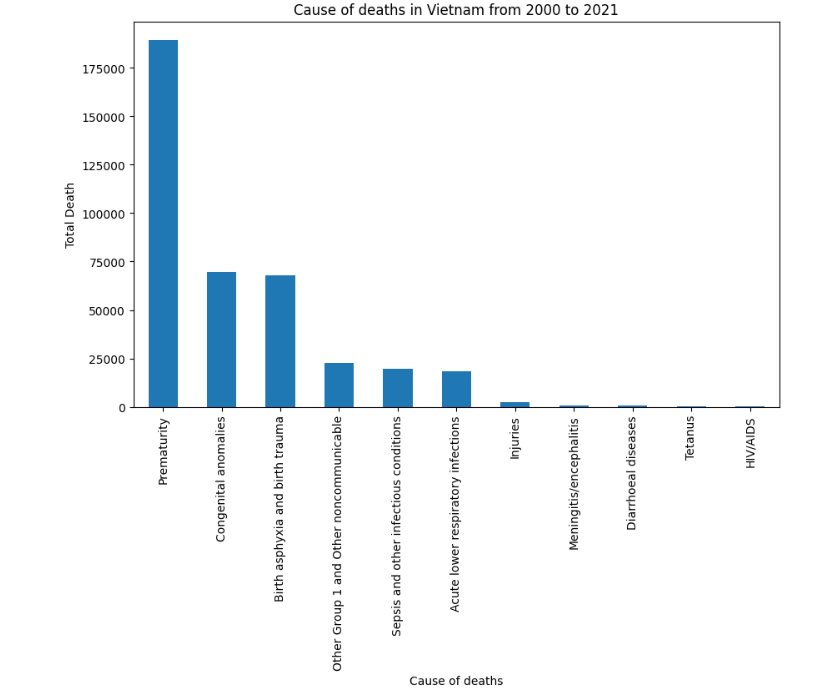 Cause of deaths in Vietnam from 2000 to 2021
Total Death
175000
150000
125000
100000
75000
50000
25000
0
Prematurity
Congenital anomalies
Birth asphyxia and birth trauma
Other Group 1 and Other noncommunicable
Sepsis and other infectious conditions
Acute lower respiratory infections
Injuries
Meningitis/encephalitis
Diarrhoeal diseases
Tetanus
HIV/AIDS
Cause of deaths